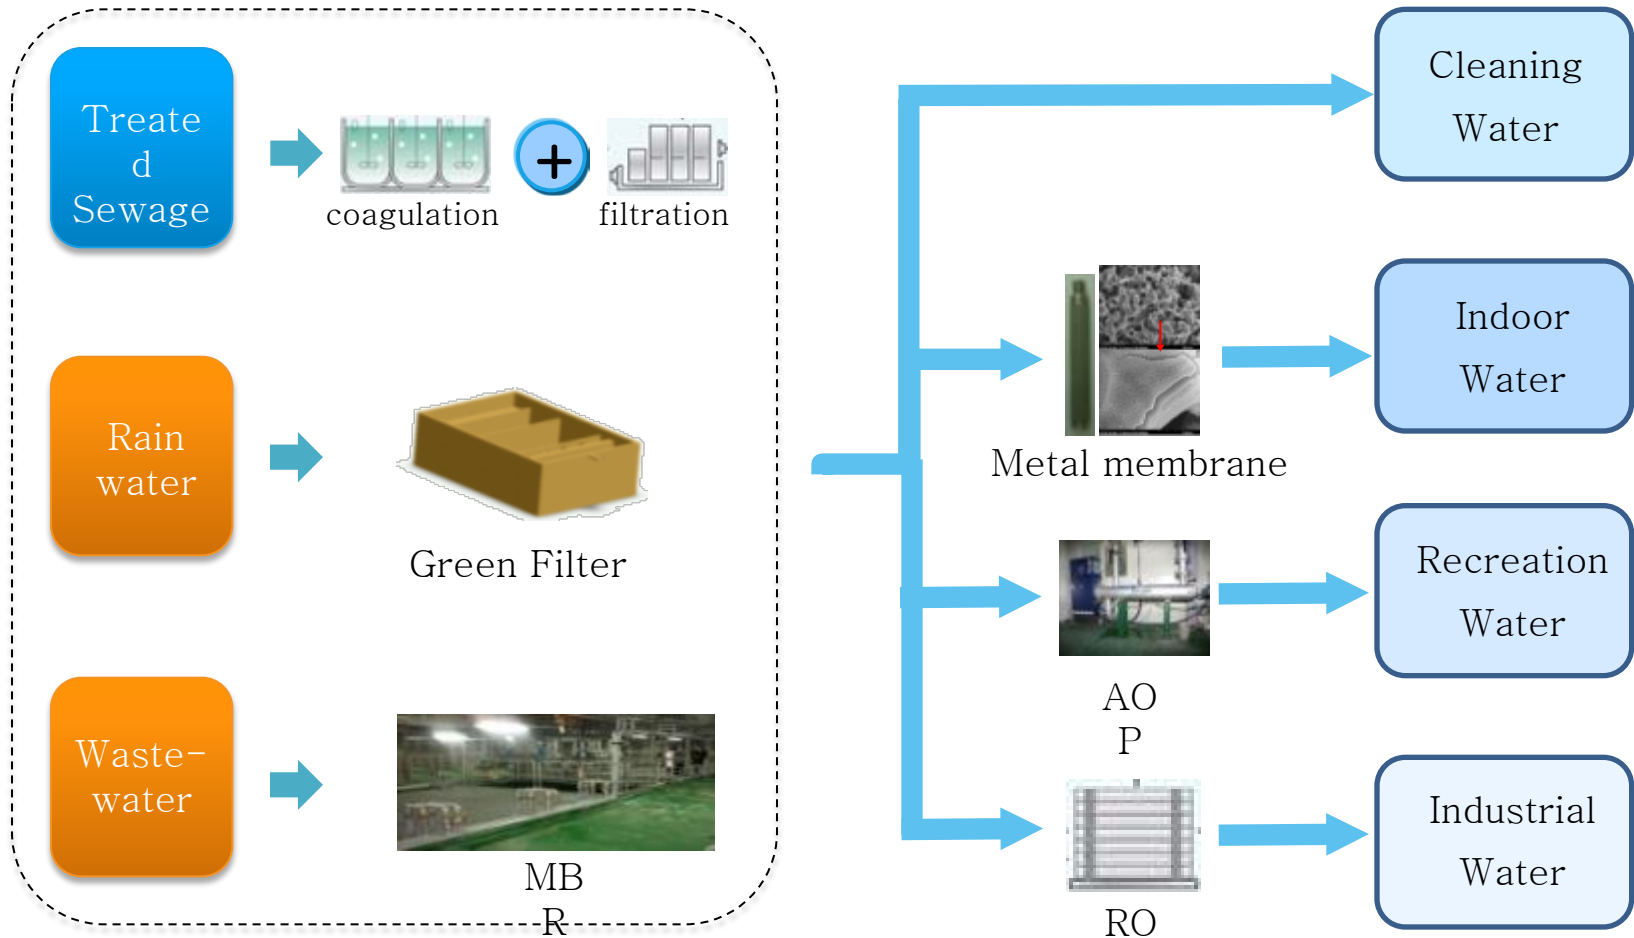 Treate
d
Sewage
coagulation
+
filtration
Rain
water
Green Filter
Waste-
water
MB
R
Cleaning
Water
Metal membrane
Indoor
Water
AO
P
Recreation
Water
RO
Industrial
Water